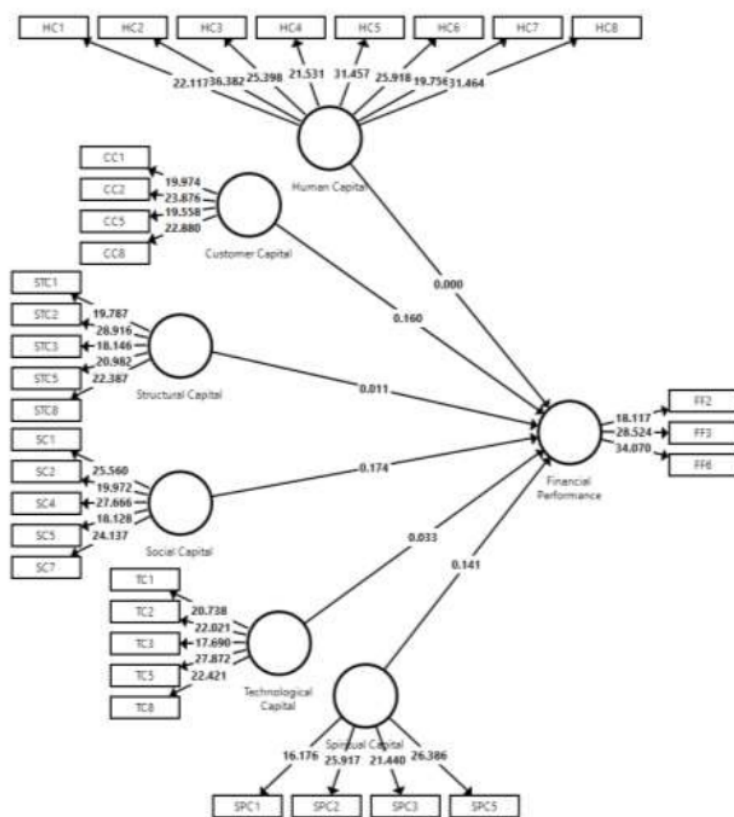 HC1 HC2 HC3 HC4 HC5 HC6 HC7 HC8
22.117 36.382 25.398 21.531 31.457 25.918 19.756 31.464
Human Capital
CC1
CC2
CC5
CC8
19.974
23.876
19.558
22.880
Customer Capital
0.000
0.160
STC1
STC2
STC3
STC5
STC8
19.787
28.916
18.146
20.982
22.387
Structural Capital
0.011
SC1
SC2
SC4
SC5
SC7
25.560
19.972
27.666
18.128
24.137
Social Capital
0.174
Financial
Performance
18.117
28.524
34.070
FF2
FF3
FF6
TC1
TC2
TC3
TC5
TC8
20.738
22.021
17.690
27.872
22.421
Technological
Capital
0.033
0.141
Spiritual Capital
16.176 25.917 21.440 26.386
SPC1 SPC2 SPC3 SPC5